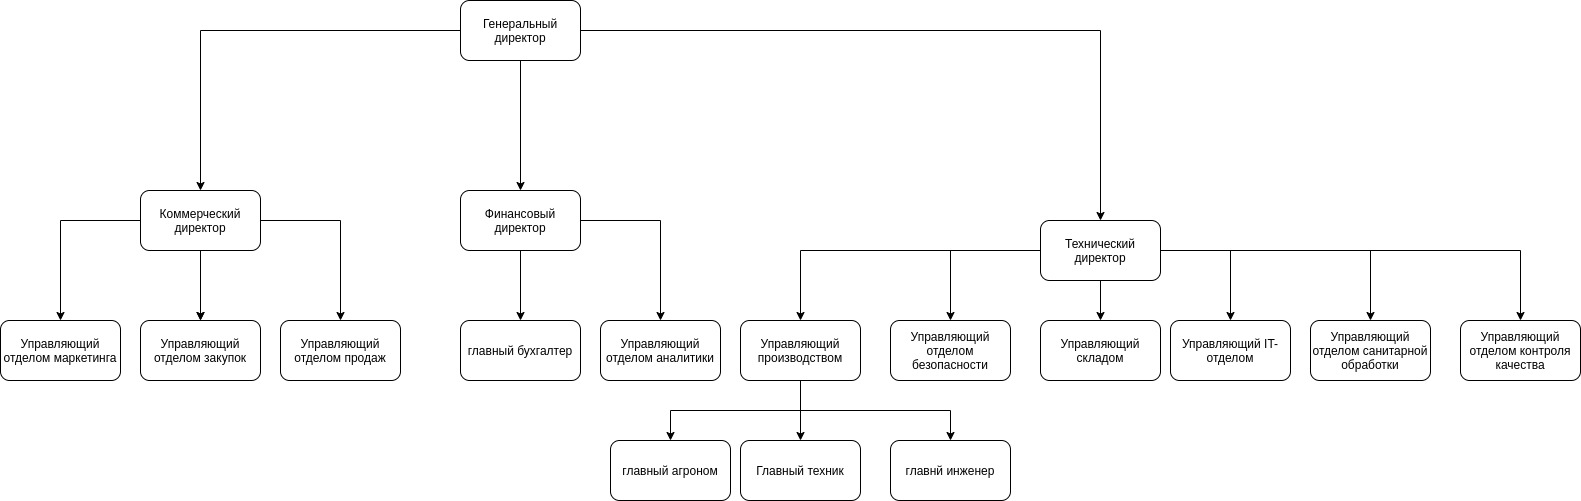 Генеральный
директор
Коммерческий
директор
Финансовый
директор
Технический
директор
Управляющий
отделом маркетинга
Управляющий
отделом закупок
Управляющий
отделом продаж
главный бухгалтер
Управляющий
отделом аналитики
Управляющий
производством
Управляющий
отделом
безопасности
Управляющий
складом
Управляющий IT-
отделом
Управляющий
отделом санитарной
обработки
Управляющий
отделом контроля
качества
главный агроном
Главный техник
главнй инженер